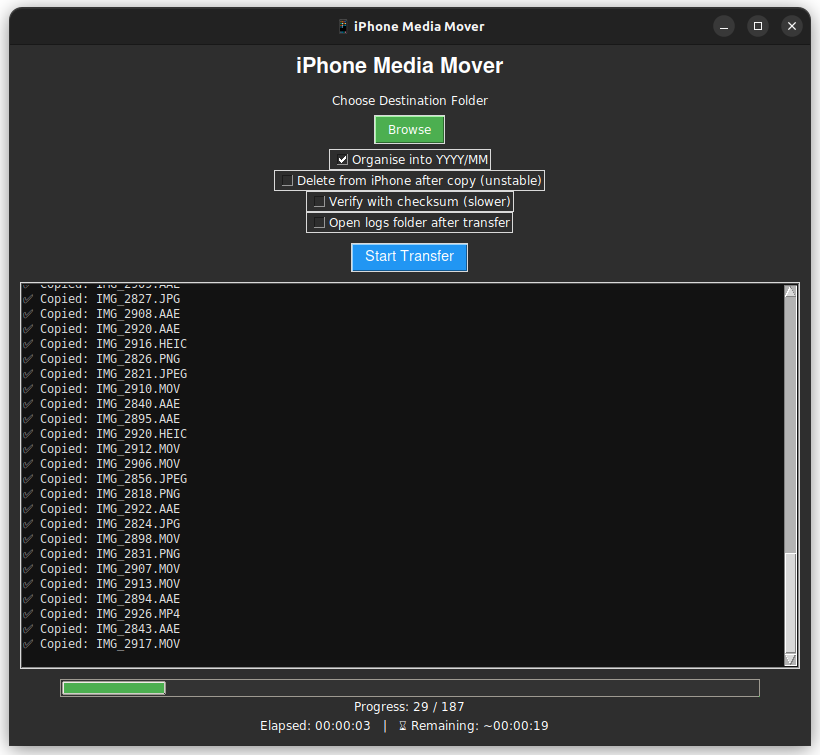 📱 iPhone Media Mover
iPhone Media Mover
Choose Destination Folder
Browse
Organise into YYYY/MM
Delete from iPhone after copy (unstable)
Verify with checksum (slower)
Open logs folder after transfer
Start Transfer
✅ Copied: IMG_2827.JPG
✅ Copied: IMG_2908.AAE
✅ Copied: IMG_2920.AAE
✅ Copied: IMG_2916.HEIC
✅ Copied: IMG_2826.PNG
✅ Copied: IMG_2821.JPEG
✅ Copied: IMG_2910.MOV
✅ Copied: IMG_2840.AAE
✅ Copied: IMG_2895.AAE
✅ Copied: IMG_2920.HEIC
✅ Copied: IMG_2912.MOV
✅ Copied: IMG_2906.MOV
✅ Copied: IMG_2856.JPEG
✅ Copied: IMG_2818.PNG
✅ Copied: IMG_2922.AAE
✅ Copied: IMG_2824.JPG
✅ Copied: IMG_2898.MOV
✅ Copied: IMG_2831.PNG
✅ Copied: IMG_2907.MOV
✅ Copied: IMG_2913.MOV
✅ Copied: IMG_2894.AAE
✅ Copied: IMG_2926.MP4
✅ Copied: IMG_2843.AAE
✅ Copied: IMG_2917.MOV
Progress: 29 / 187
Elapsed: 00:00:03 | ⌛ Remaining: ~00:00:19